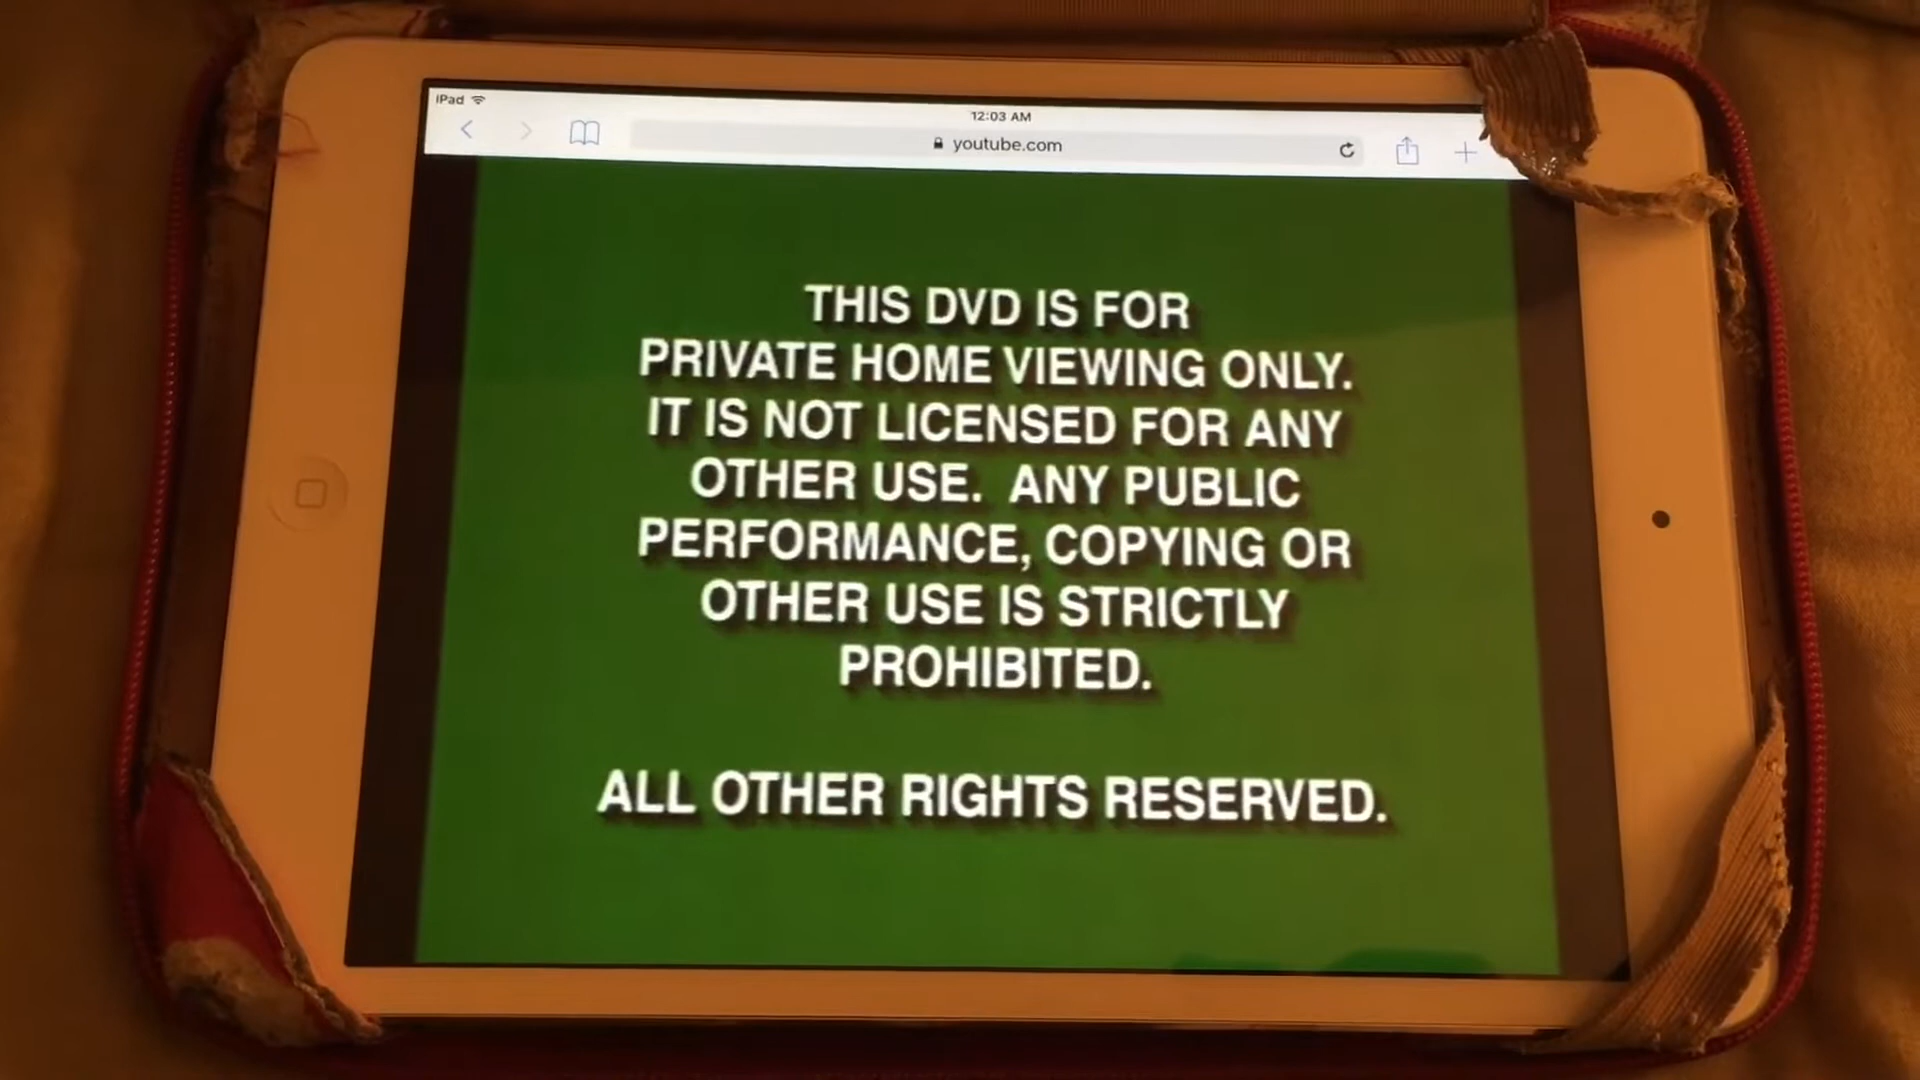 iPad
12:03 AM
youtube.com
THIS DVD IS FOR
PRIVATE HOME VIEWING ONLY.
IT IS NOT LICENSED FOR ANY
OTHER USE.  ANY PUBLIC
PERFORMANCE, COPYING OR
OTHER USE IS STRICTLY
PROHIBITED.
ALL OTHER RIGHTS RESERVED.